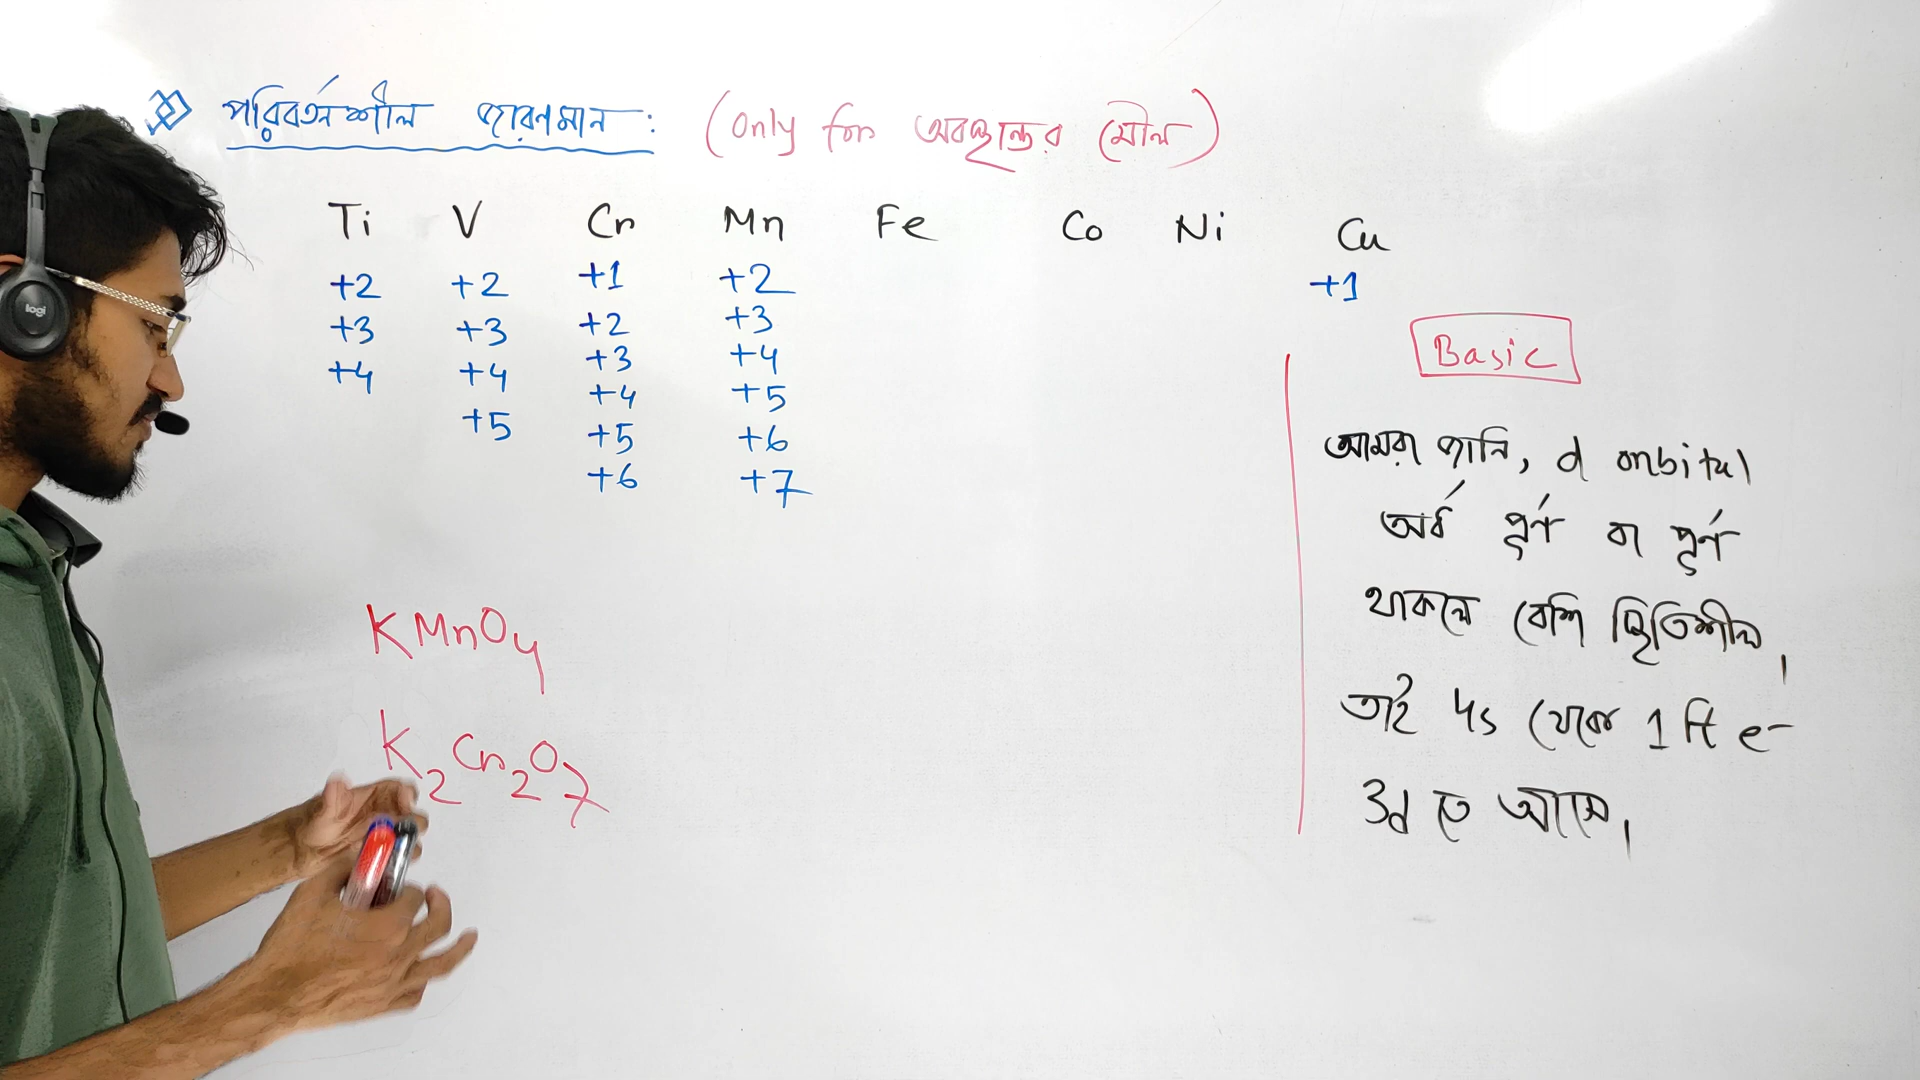 পরিবর্তনশীল জারণমান : (Only for অবস্থান্তর মৌল)
Ti V Cr Mn Fe Co Ni Cu
+2 +2 +1 +2 +1
+3 +3 +2 +3
+4 +4 +3 +4
+5 +4 +5
+5 +6
+6 +7
KMnO4
K2Cr2O7
Basic
আমরা জানি, d orbital
অর্ধ পূর্ণ বা পূর্ণ
থাকলে বেশি স্থিতিশীল,
তাই 4s থেকে 1 টি e-
3d তে আসে।
logi